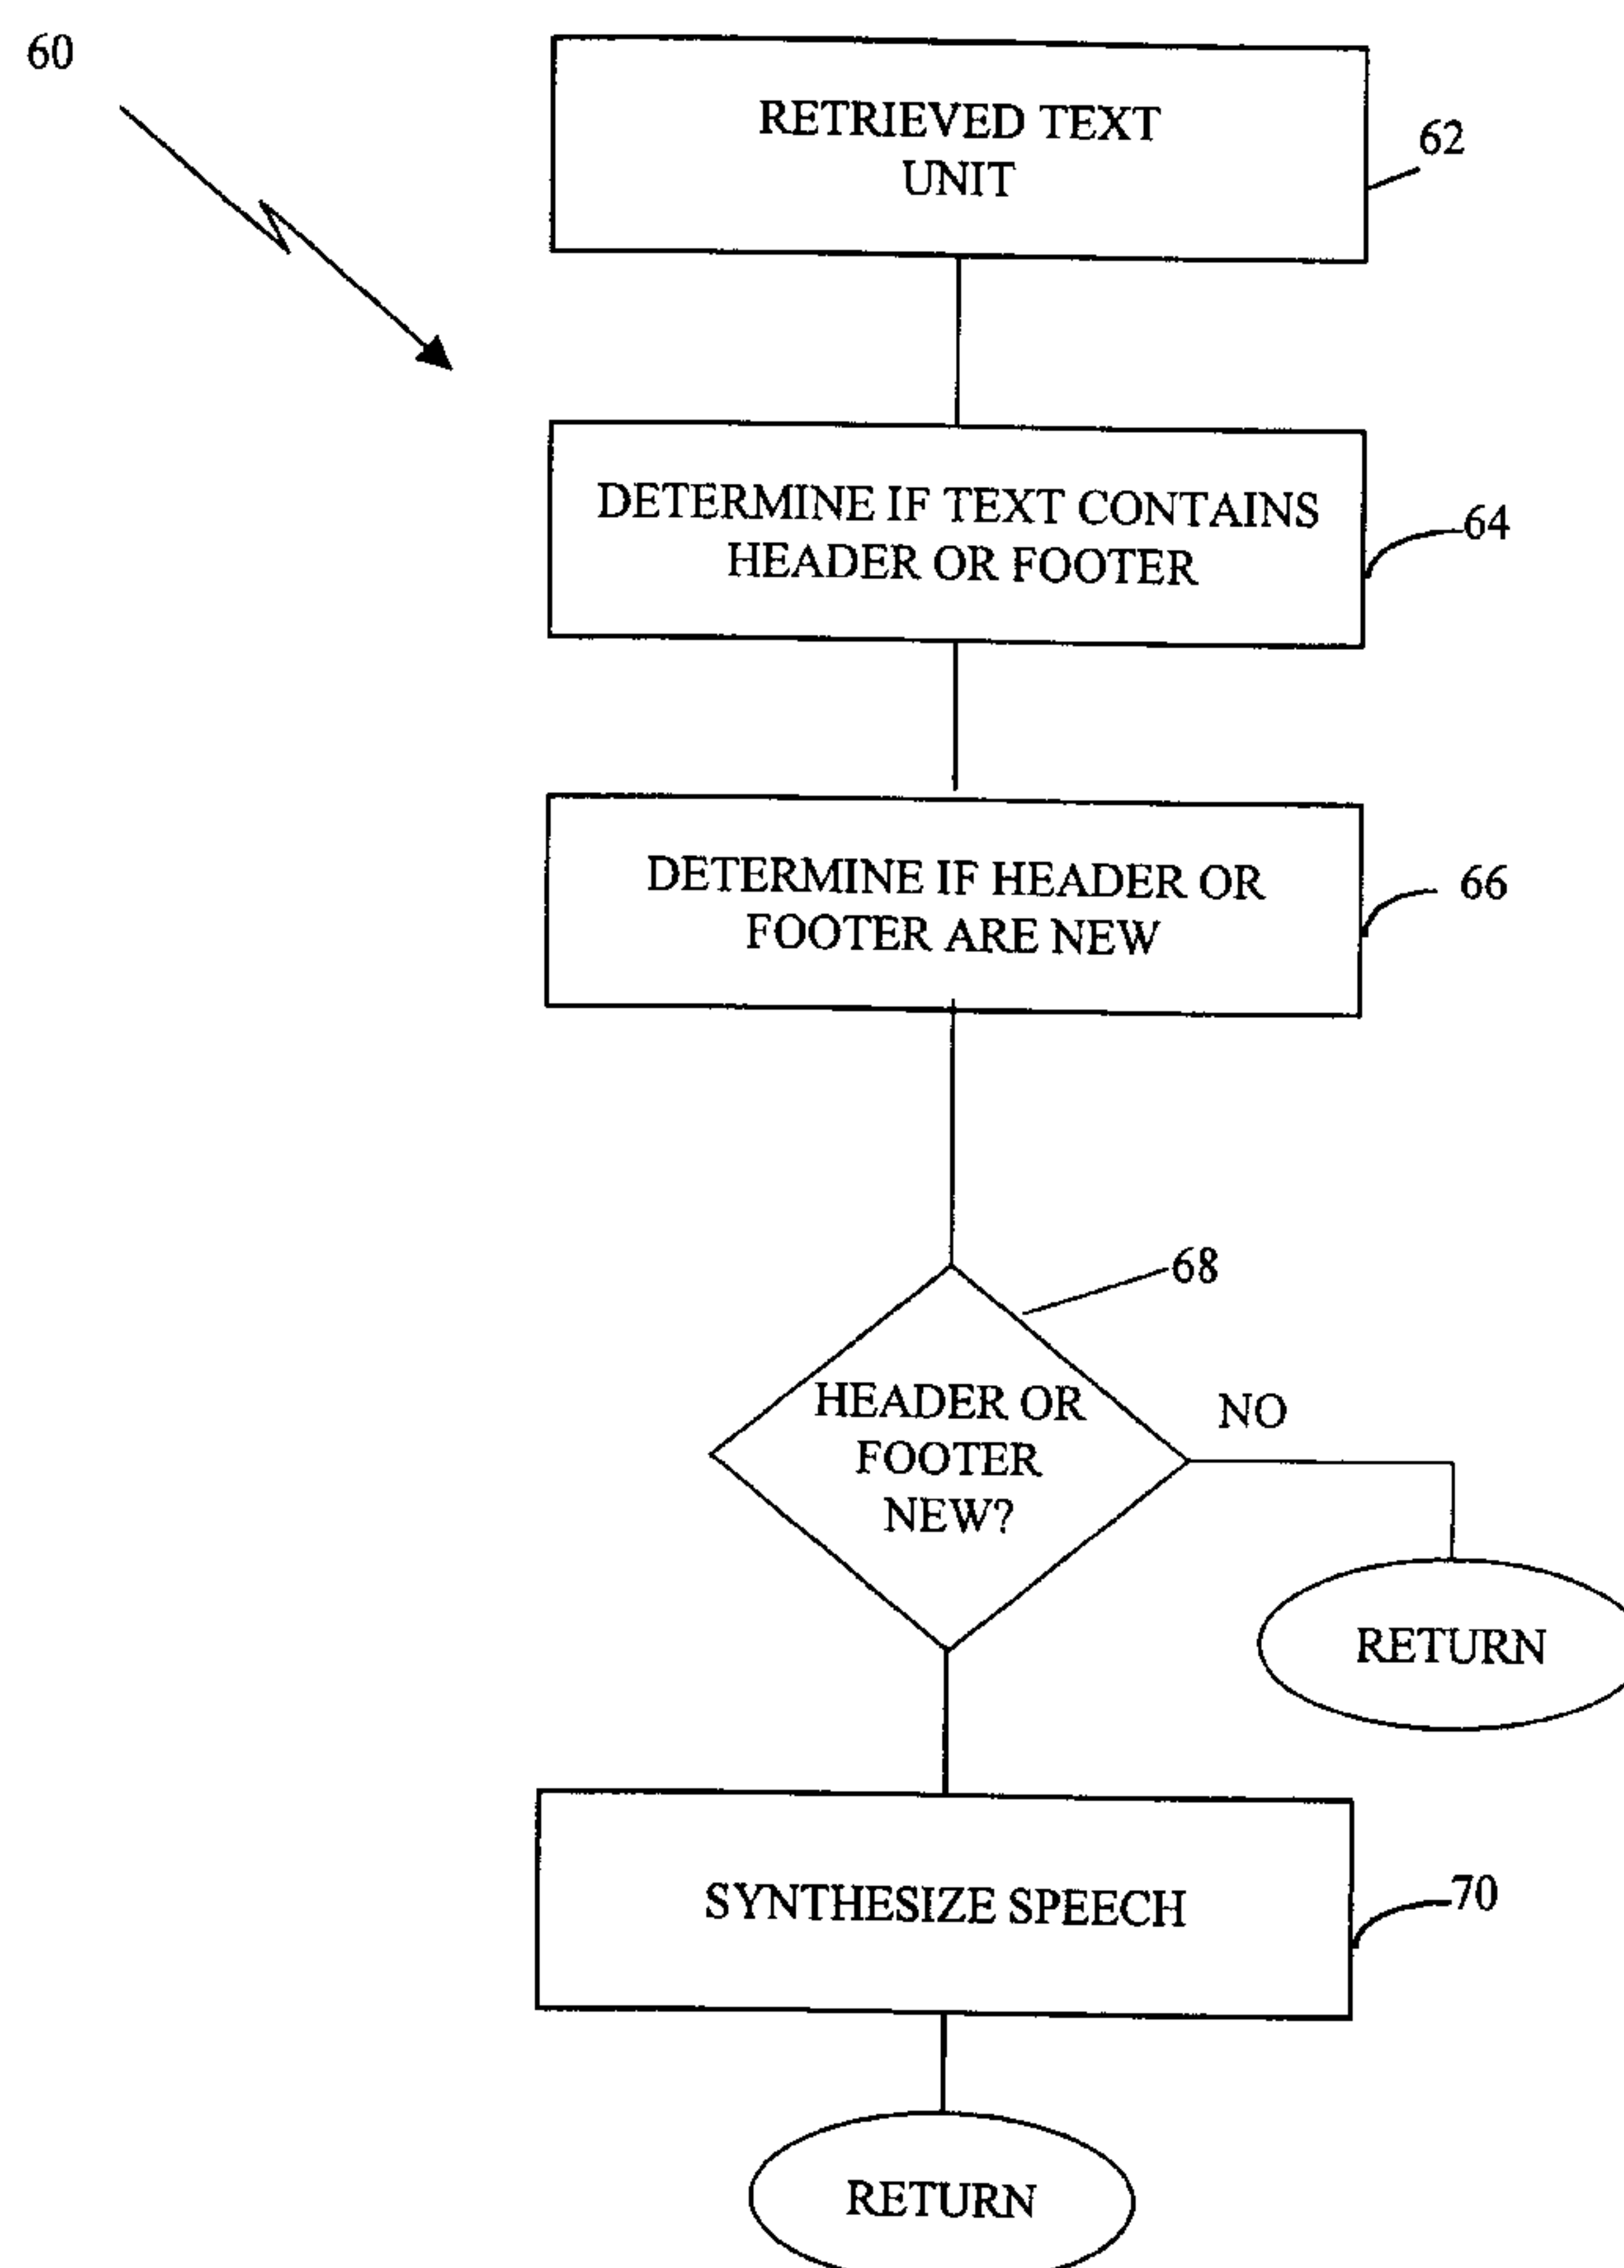 60
RETRIEVED TEXT
UNIT
62
DETERMINE IF TEXT CONTAINS
HEADER OR FOOTER
64
DETERMINE IF HEADER OR
FOOTER ARE NEW
66
68
HEADER OR
FOOTER
NEW?
NO
RETURN
SYNTHESIZE SPEECH
70
RETURN